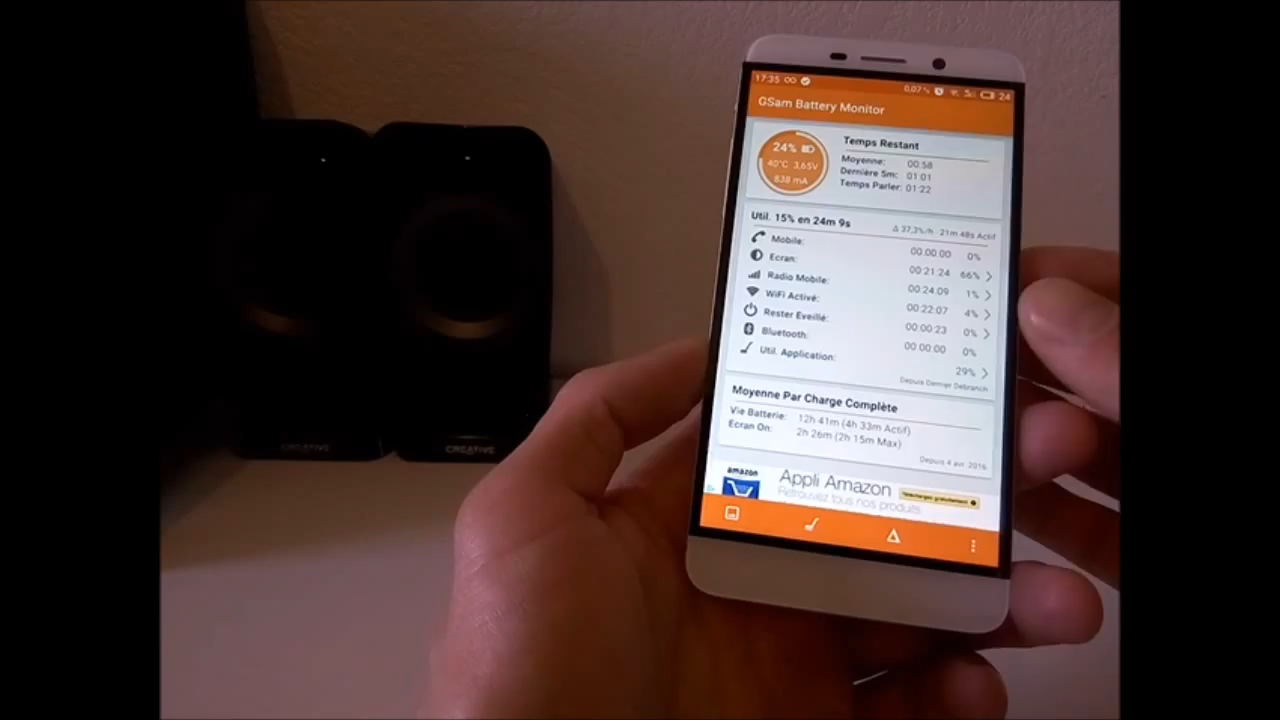 17:35
0,07% 24
GSam Battery Monitor
24%
40°C 3,65V
838 mA
Temps Restant
Moyenne: 00:58
Dernière 5m: 01:01
Temps Parler: 01:22
Util. 15% en 24m 9s
Δ 37,3%/h · 21m 48s Actif
Mobile: 00:00:00 0%
Ecran: 00:21:24 66%
Radio Mobile: 00:24:09 1%
WiFi Activé: 00:22:07 4%
Rester Eveillé: 00:00:23 0%
Bluetooth: 00:00:00 0%
Util. Application: 29%
Depuis Dernier Débranch
Moyenne Par Charge Complète
Vie Batterie: 12h 41m (4h 33m Actif)
Ecran On: 2h 26m (2h 15m Max)
Depuis 4 avr. 2016
amazon
Appli Amazon
Retrouvez tous nos produits
Téléchargez gratuitement
CREATIVE
CREATIVE